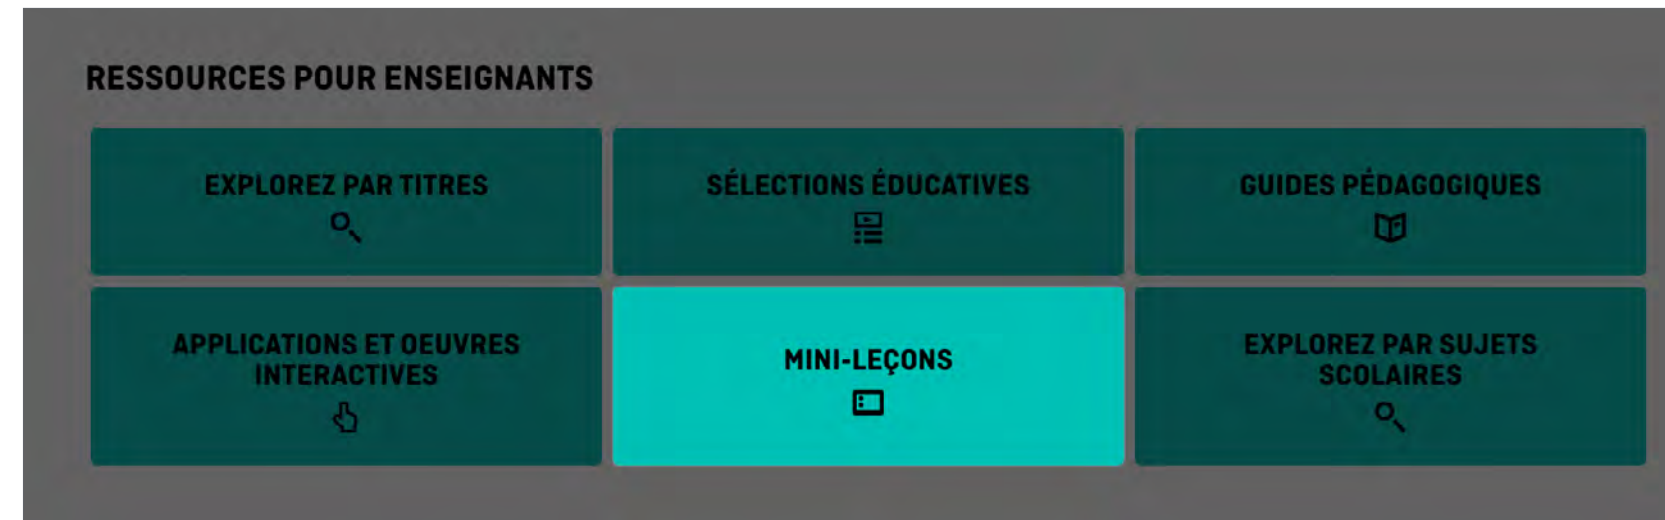 RESSOURCES POUR ENSEIGNANTS
EXPLOREZ PAR TITRES
SÉLECTIONS ÉDUCATIVES
GUIDES PÉDAGOGIQUES
APPLICATIONS ET OEUVRES
INTERACTIVES
MINI-LEÇONS
EXPLOREZ PAR SUJETS
SCOLAIRES